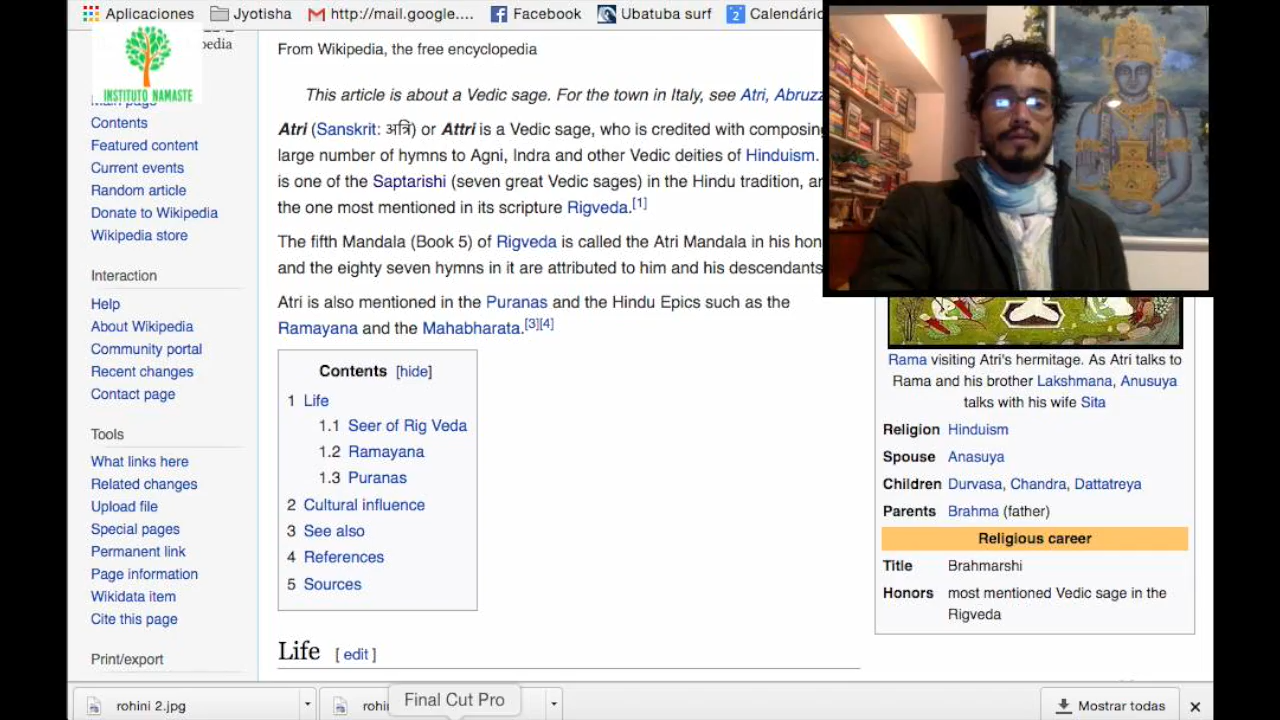 Aplicaciones Jyotisha http://mail.google.... Facebook Ubatuba surf 2 Calendário
pedia
INSTITUTO NAMASTE
Main page
Contents
Featured content
Current events
Random article
Donate to Wikipedia
Wikipedia store
Interaction
Help
About Wikipedia
Community portal
Recent changes
Contact page
Tools
What links here
Related changes
Upload file
Special pages
Permanent link
Page information
Wikidata item
Cite this page
Print/export
From Wikipedia, the free encyclopedia
This article is about a Vedic sage. For the town in Italy, see Atri, Abruzz
Atri (Sanskrit: अत्रि) or Attri is a Vedic sage, who is credited with composing
large number of hymns to Agni, Indra and other Vedic deities of Hinduism.
is one of the Saptarishi (seven great Vedic sages) in the Hindu tradition, an
the one most mentioned in its scripture Rigveda.[1]
The fifth Mandala (Book 5) of Rigveda is called the Atri Mandala in his hon
and the eighty seven hymns in it are attributed to him and his descendants
Atri is also mentioned in the Puranas and the Hindu Epics such as the
Ramayana and the Mahabharata.[3][4]
Contents [hide]
1 Life
1.1 Seer of Rig Veda
1.2 Ramayana
1.3 Puranas
2 Cultural influence
3 See also
4 References
5 Sources
Life [ edit ]
Rama visiting Atri's hermitage. As Atri talks to
Rama and his brother Lakshmana, Anusuya
talks with his wife Sita
Religion Hinduism
Spouse Anasuya
Children Durvasa, Chandra, Dattatreya
Parents Brahma (father)
Religious career
Title Brahmarshi
Honors most mentioned Vedic sage in the
Rigveda
rohini 2.jpg rohi Final Cut Pro Mostrar todas